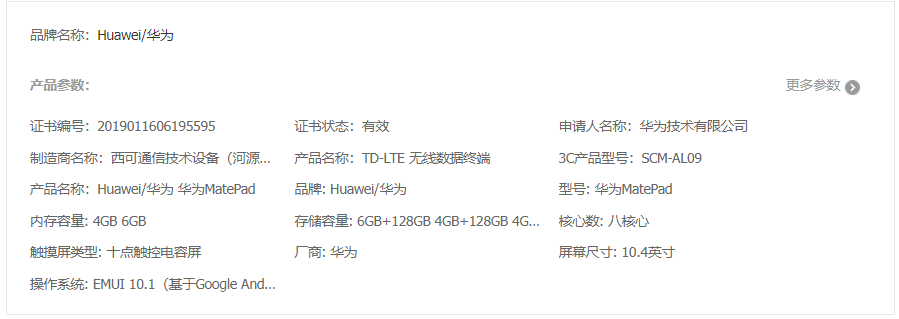 品牌名称：Huawei/华为
产品参数： 更多参数
证书编号：2019011606195595 证书状态：有效 申请人名称：华为技术有限公司
制造商名称：西可通信技术设备（河源... 产品名称：TD-LTE 无线数据终端 3C产品型号：SCM-AL09
产品名称：Huawei/华为 华为MatePad 品牌: Huawei/华为 型号: 华为MatePad
内存容量: 4GB 6GB 存储容量: 6GB+128GB 4GB+128GB 4G... 核心数: 八核心
触摸屏类型: 十点触控电容屏 厂商: 华为 屏幕尺寸: 10.4英寸
操作系统: EMUI 10.1（基于Google And...